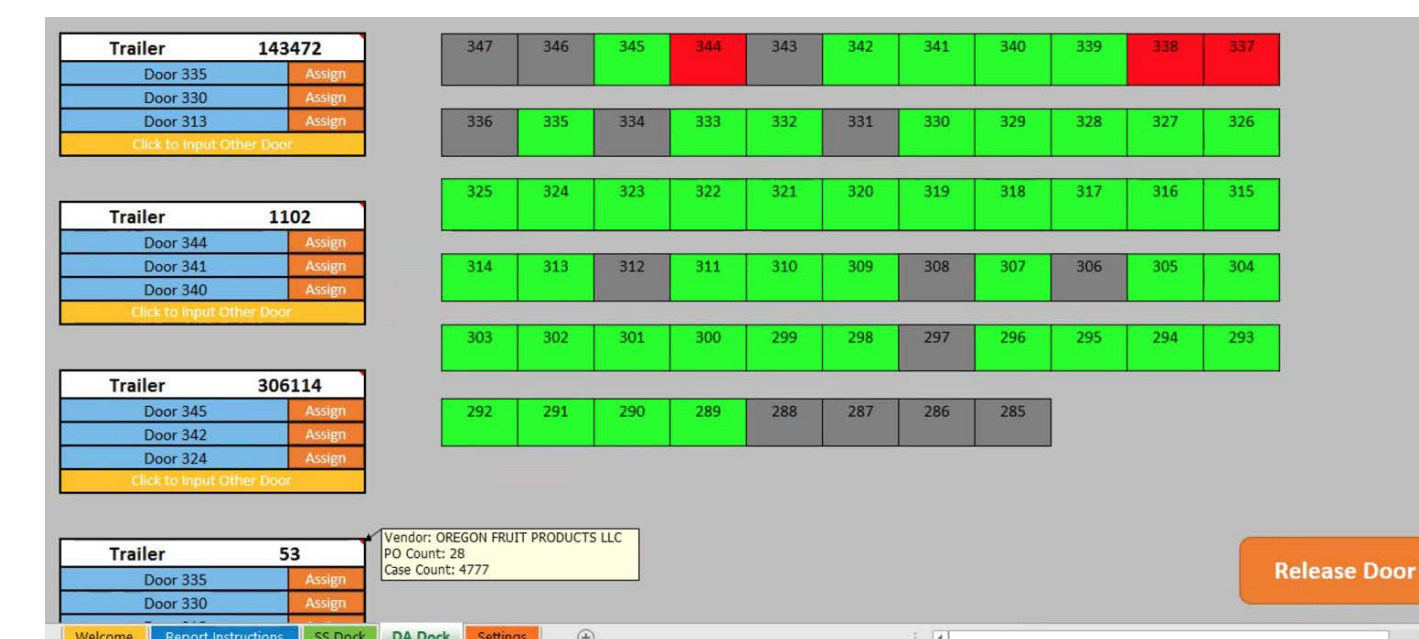 Trailer 143472
Door 335 Assign
Door 330 Assign
Door 313 Assign
Click to Input Other Door
Trailer 1102
Door 344 Assign
Door 341 Assign
Door 340 Assign
Click to Input Other Door
Trailer 306114
Door 345 Assign
Door 342 Assign
Door 324 Assign
Click to Input Other Door
Trailer 53
Door 335 Assign
Door 330 Assign
Vendor: OREGON FRUIT PRODUCTS LLC
PO Count: 28
Case Count: 4777
347 346 345 344 343 342 341 340 339 338 337
336 335 334 333 332 331 330 329 328 327 326
325 324 323 322 321 320 319 318 317 316 315
314 313 312 311 310 309 308 307 306 305 304
303 302 301 300 299 298 297 296 295 294 293
292 291 290 289 288 287 286 285
Release Door
Welcome Report Instructions SS Dock DA Dock Settings